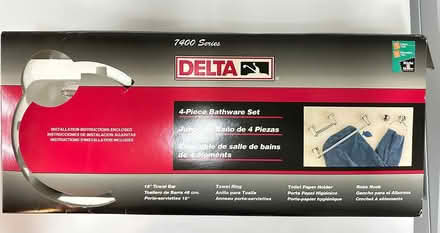 7400 Series
DELTA
4-Piece Bathware Set
Juego de Baño de 4 Piezas
Ensemble de salle de bains
de 4 éléments
INSTALLATION INSTRUCTIONS ENCLOSED
INSTRUCCIONES DE INSTALACION ADJUNTAS
INSTRUCTIONS D'INSTALLATION INCLUSES
18" Towel Bar
Toallero de Barra 46 cm.
Porte-serviettes 18"
Towel Ring
Anillo para Toalla
Anneau porte-serviettes
Toilet Paper Holder
Porta Papel Higiénico
Porte-papier hygiénique
Robe Hook
Gancho para el Albornoz
Crochet à vêtements